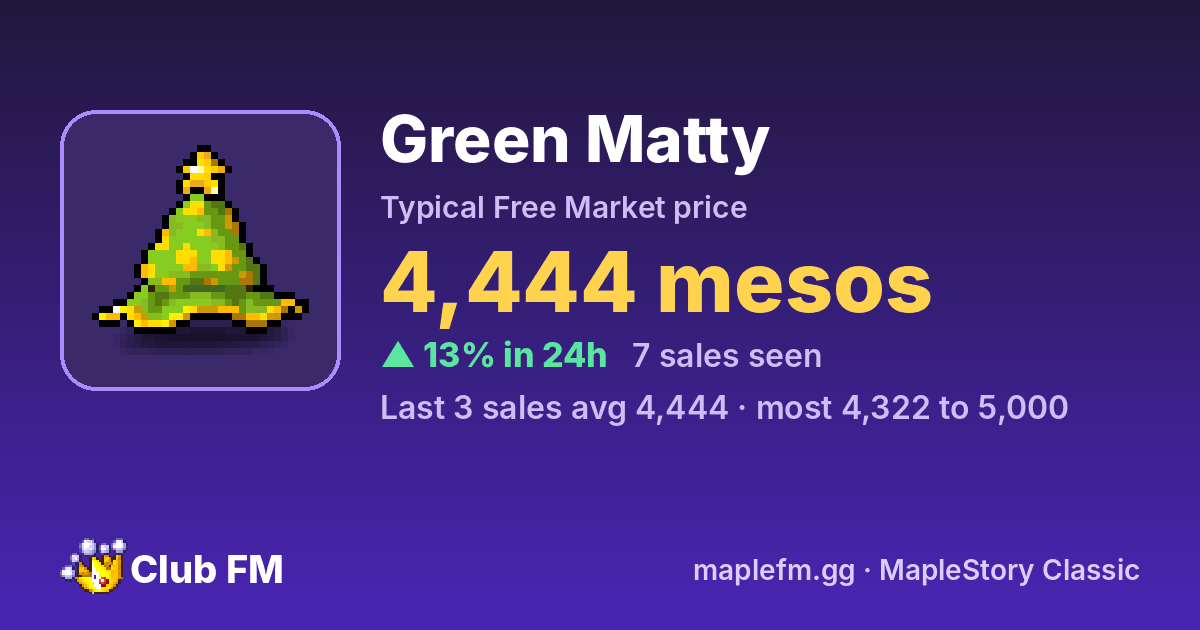 Green Matty
Typical Free Market price
4,444 mesos
▲ 13% in 24h 7 sales seen
Last 3 sales avg 4,444 · most 4,322 to 5,000
Club FM
maplefm.gg · MapleStory Classic